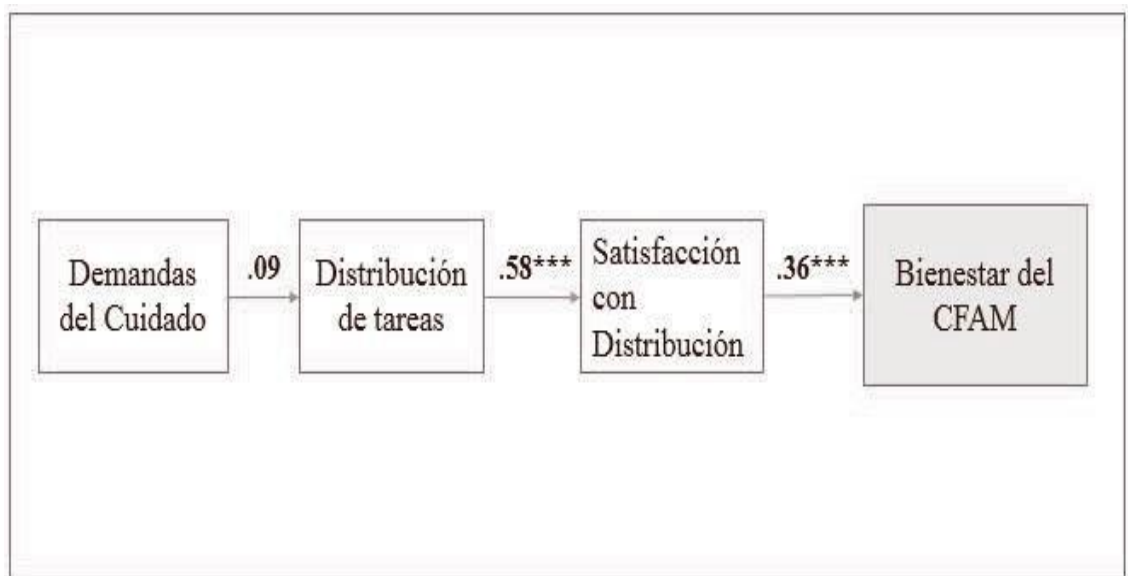 Demandas
del Cuidado
.09
Distribución
de tareas
.58***
Satisfacción
con
Distribución
.36***
Bienestar del
CFAM